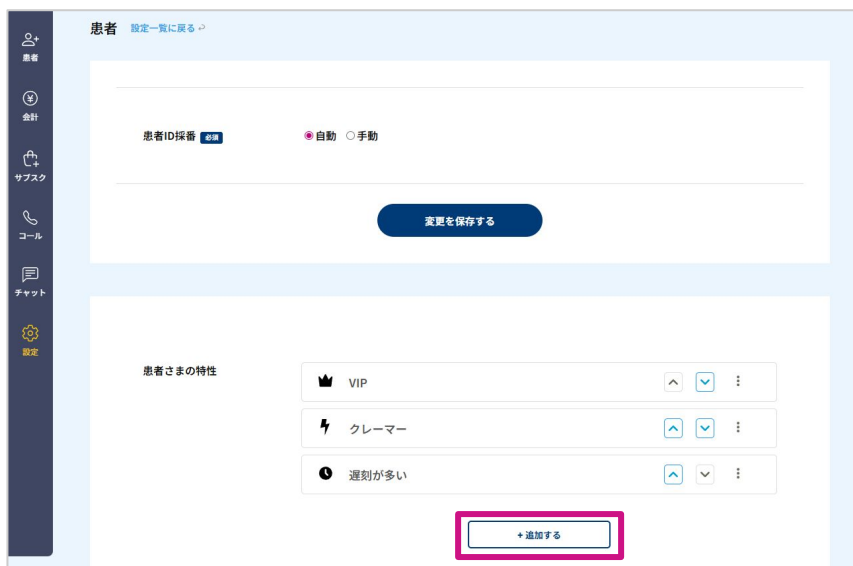 患者 設定一覧に戻る
患者
会計
サブスク
コール
チャット
設定
患者ID採番 必須 自動 手動
変更を保存する
患者さまの特性
VIP
クレーマー
遅刻が多い
+ 追加する